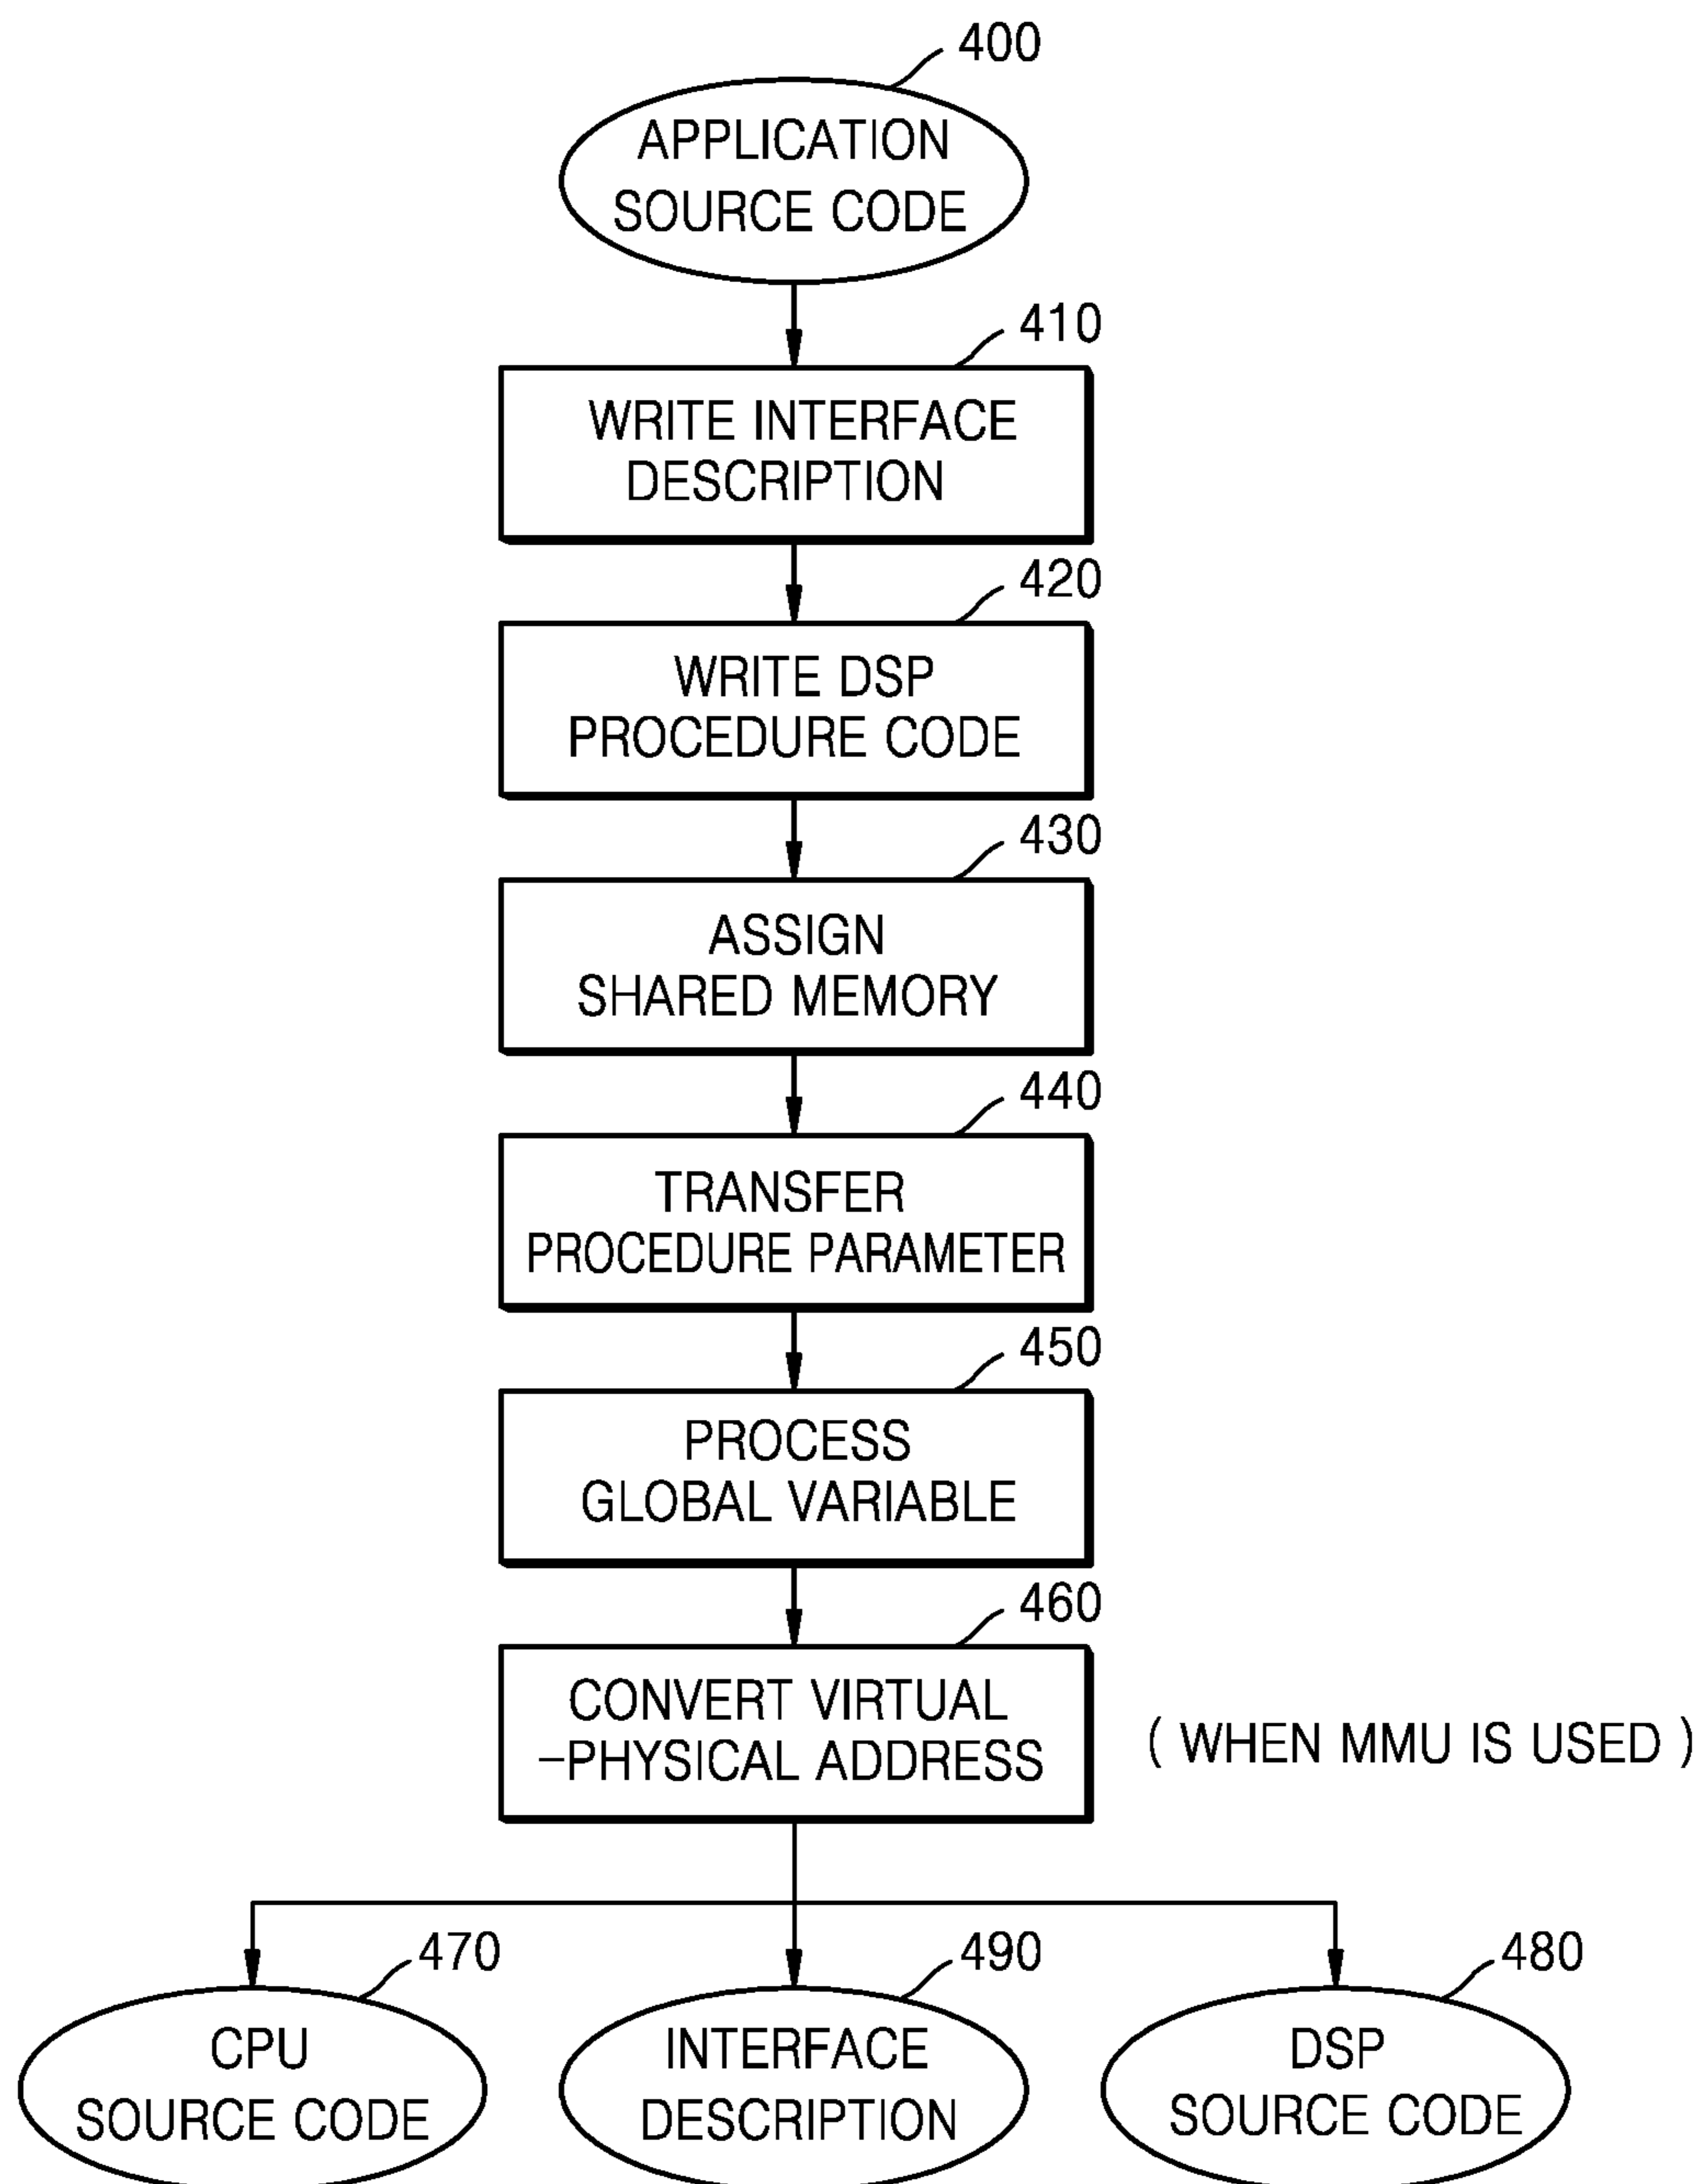 400
APPLICATION
SOURCE CODE
410
WRITE INTERFACE
DESCRIPTION
420
WRITE DSP
PROCEDURE CODE
430
ASSIGN
SHARED MEMORY
440
TRANSFER
PROCEDURE PARAMETER
450
PROCESS
GLOBAL VARIABLE
460
CONVERT VIRTUAL
-PHYSICAL ADDRESS
( WHEN MMU IS USED )
470
CPU
SOURCE CODE
490
INTERFACE
DESCRIPTION
480
DSP
SOURCE CODE